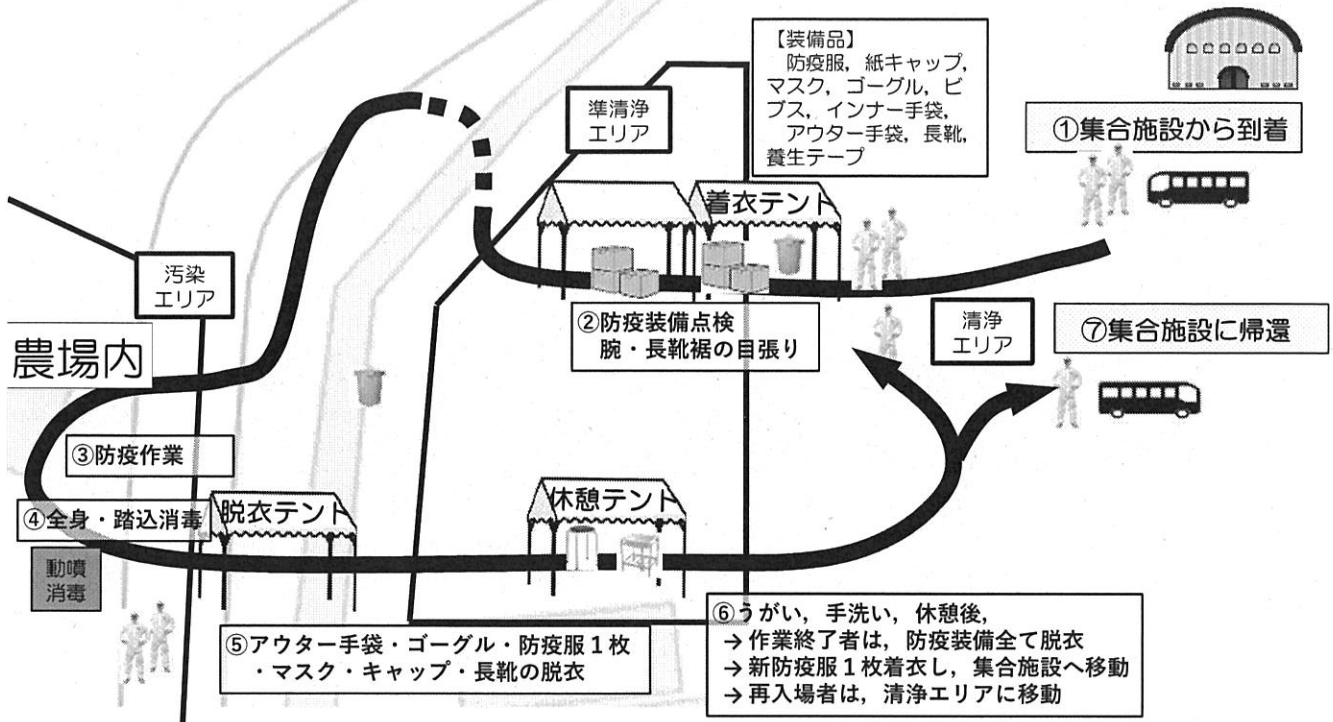 【装備品】
防疫服，紙キャップ，
マスク，ゴーグル，ビ
ブス，インナー手袋，
アウター手袋，長靴，
養生テープ
準清浄
エリア
①集合施設から到着
着衣テント
汚染
エリア
②防疫装備点検
腕・長靴裾の目張り
清浄
エリア
⑦集合施設に帰還
農場内
③防疫作業
④全身・踏込消毒
脱衣テント
休憩テント
動噴
消毒
⑤アウター手袋・ゴーグル・防疫服１枚
・マスク・キャップ・長靴の脱衣
⑥うがい，手洗い，休憩後，
→作業終了者は，防疫装備全て脱衣
→新防疫服１枚着衣し，集合施設へ移動
→再入場者は，清浄エリアに移動